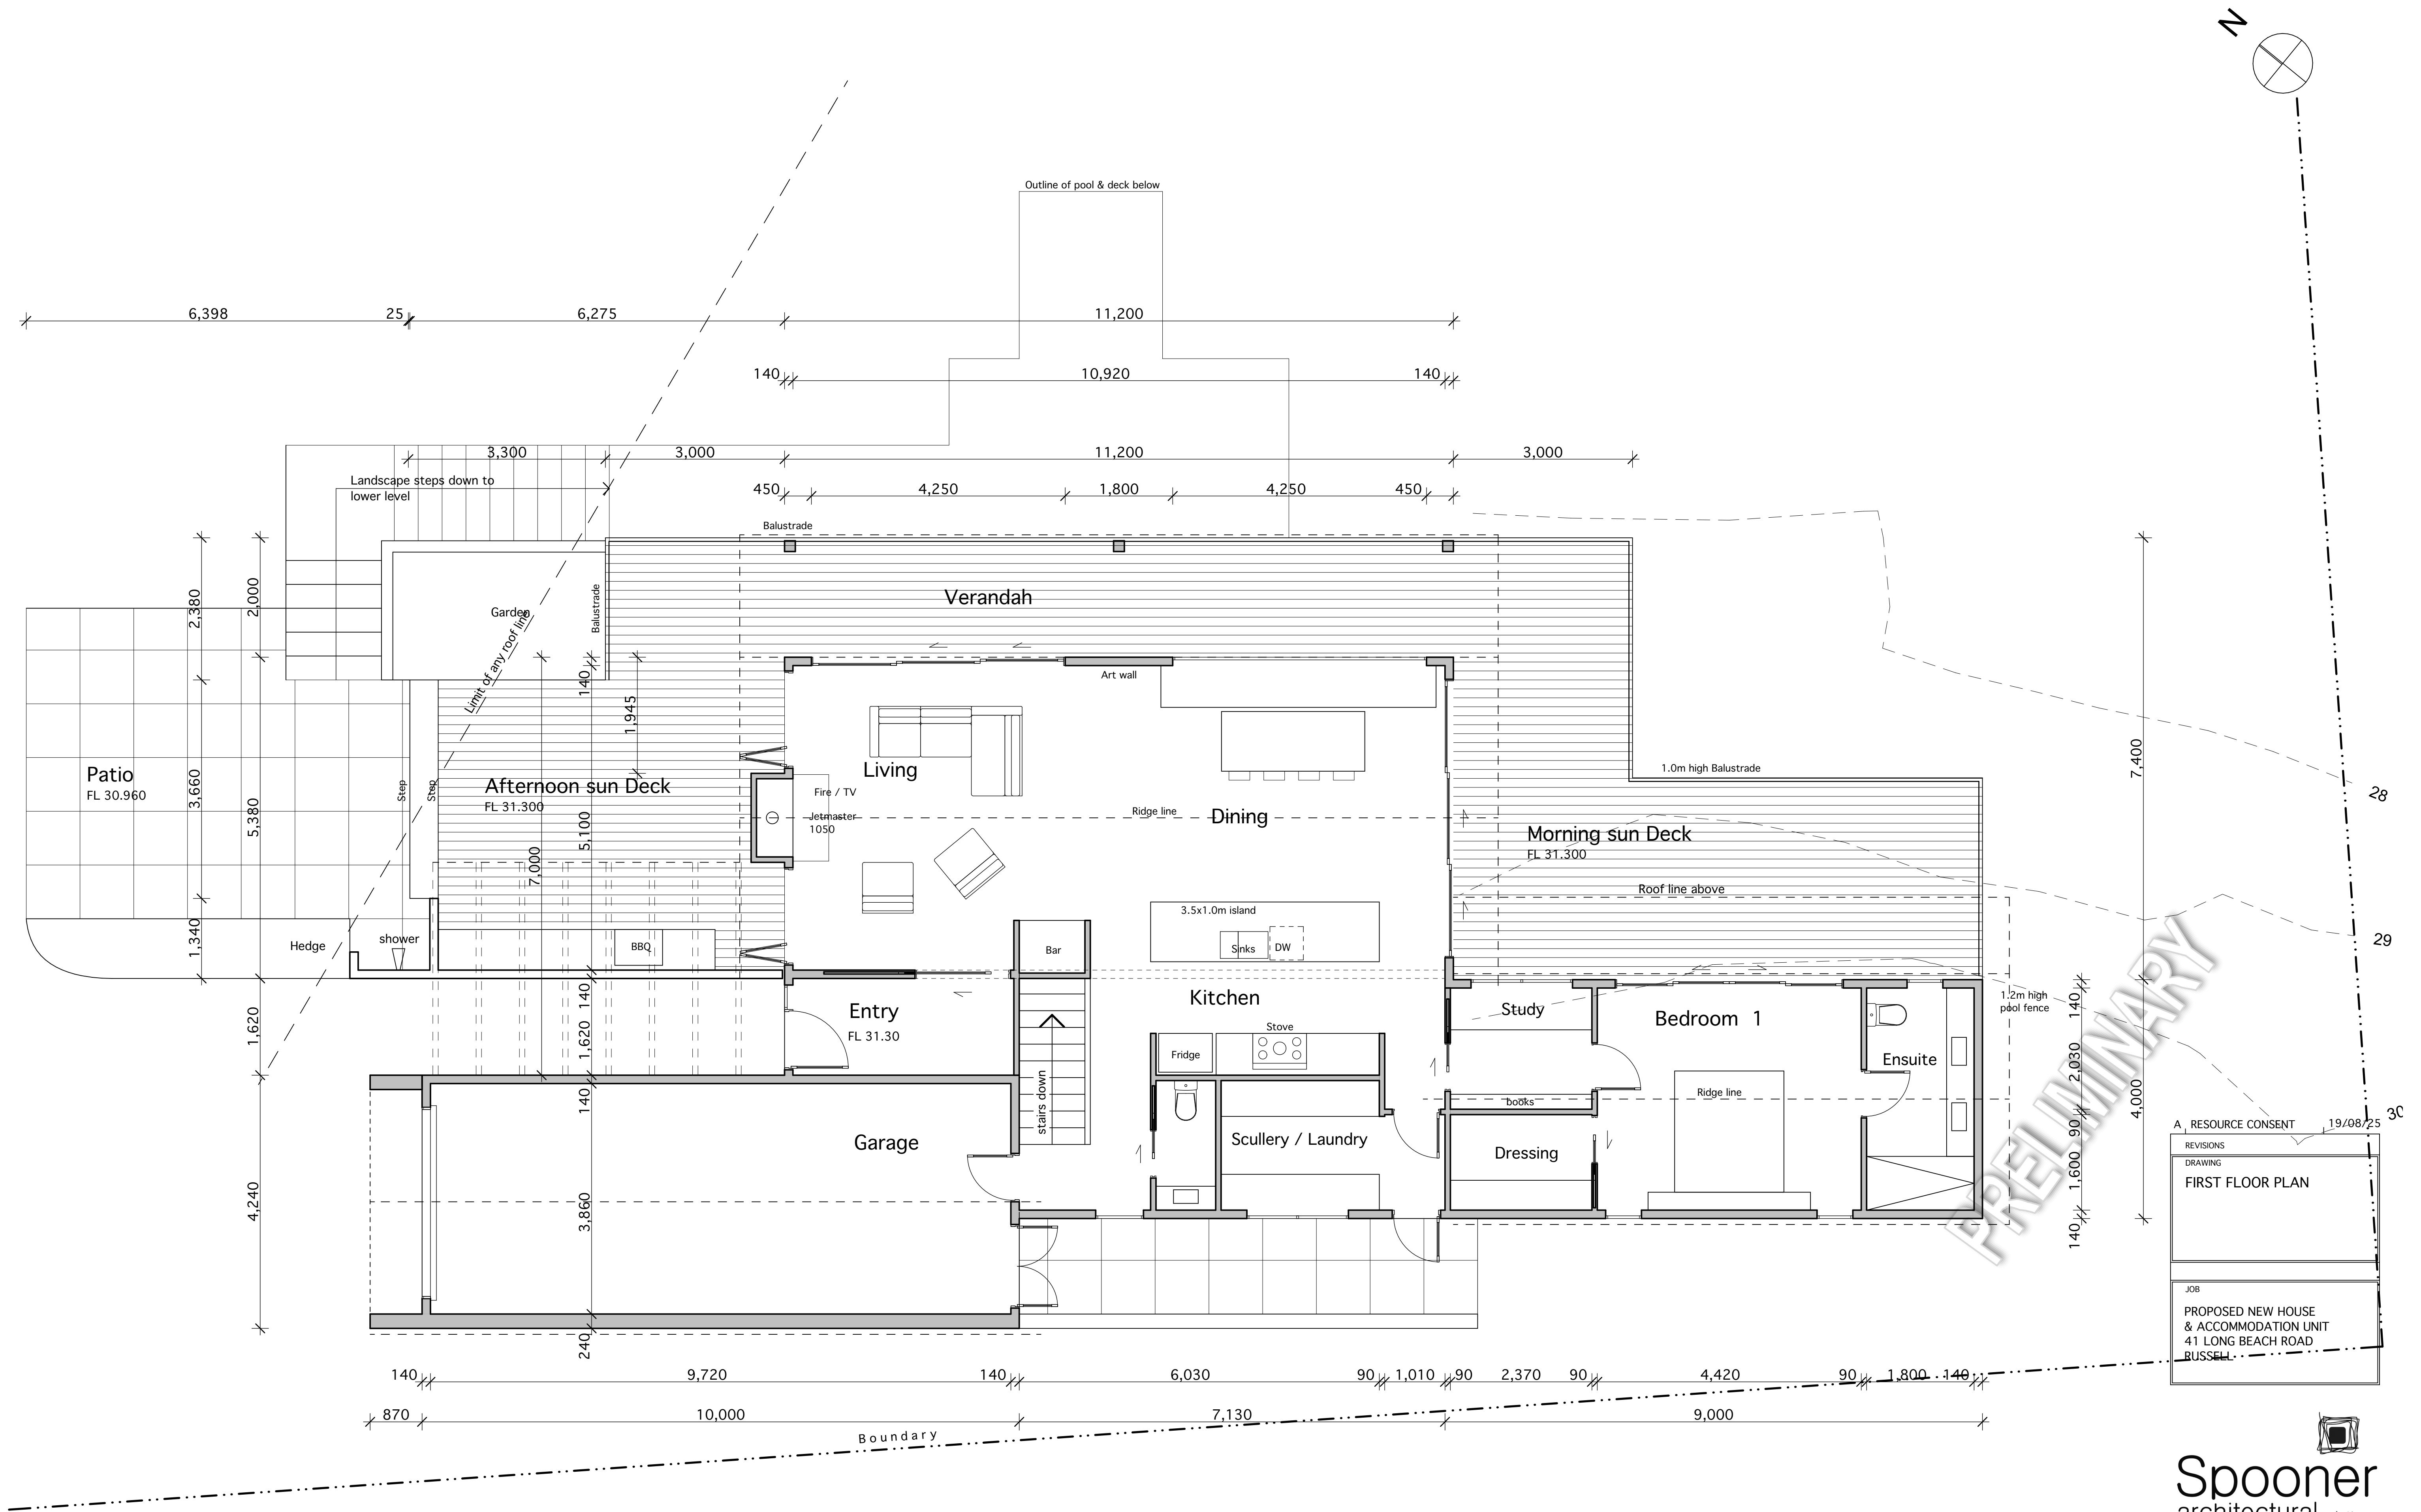 N
Outline of pool & deck below
6,398
25
6,275
11,200
140
10,920
140
3,300
3,000
11,200
3,000
Landscape steps down to
lower level
450
4,250
1,800
4,250
450
Balustrade
2,380
2,000
Garden
Balustrade
Verandah
Limit of any roof line
140
1,945
Art wall
Patio
FL 30.960
3,660
5,380
Step
Step
Afternoon sun Deck
FL 31.300
7,000
5,100
Living
Fire / TV
Jetmaster
1050
Ridge line
Dining
1.0m high Balustrade
Morning sun Deck
FL 31.300
Roof line above
7,400
28
29
30
1,340
Hedge
shower
BBQ
Bar
3.5x1.0m island
Sinks
DW
Kitchen
1,620
140
1,620
Entry
FL 31.30
Stove
Fridge
Study
Bedroom 1
Ensuite
1.2m high
pool fence
140
2,030
90
1,600
140
4,000
stairs down
books
Ridge line
140
Garage
Scullery / Laundry
Dressing
4,240
3,860
240
PRELIMINARY
A RESOURCE CONSENT 19/08/25
REVISIONS
DRAWING
FIRST FLOOR PLAN
JOB
PROPOSED NEW HOUSE
& ACCOMMODATION UNIT
41 LONG BEACH ROAD
RUSSELL
140
9,720
140
6,030
90
1,010
90
2,370
90
4,420
90
1,800
140
870
10,000
7,130
9,000
Boundary
Spooner
architectural